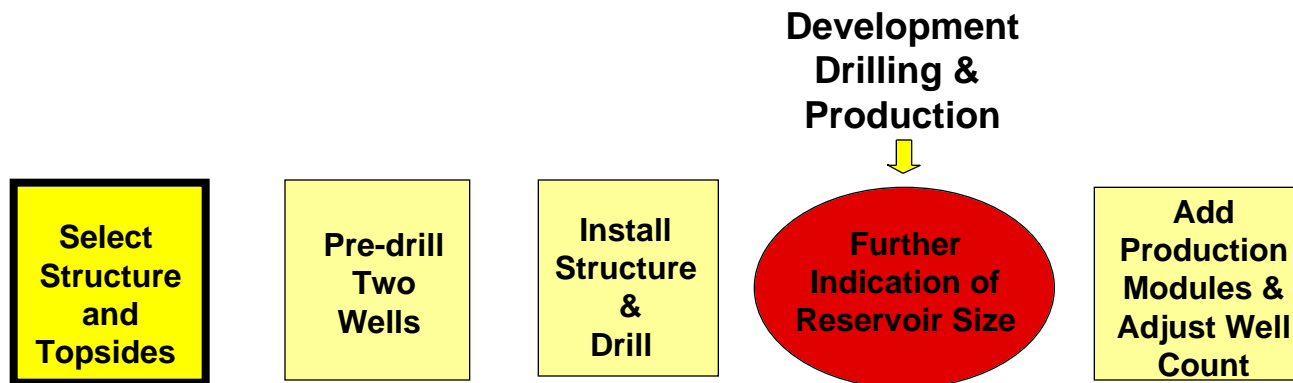 Development
Drilling &
Production
Select
Structure
and
Topsides
Pre-drill
Two
Wells
Install
Structure
&
Drill
Further
Indication of
Reservoir Size
Add
Production
Modules &
Adjust Well
Count